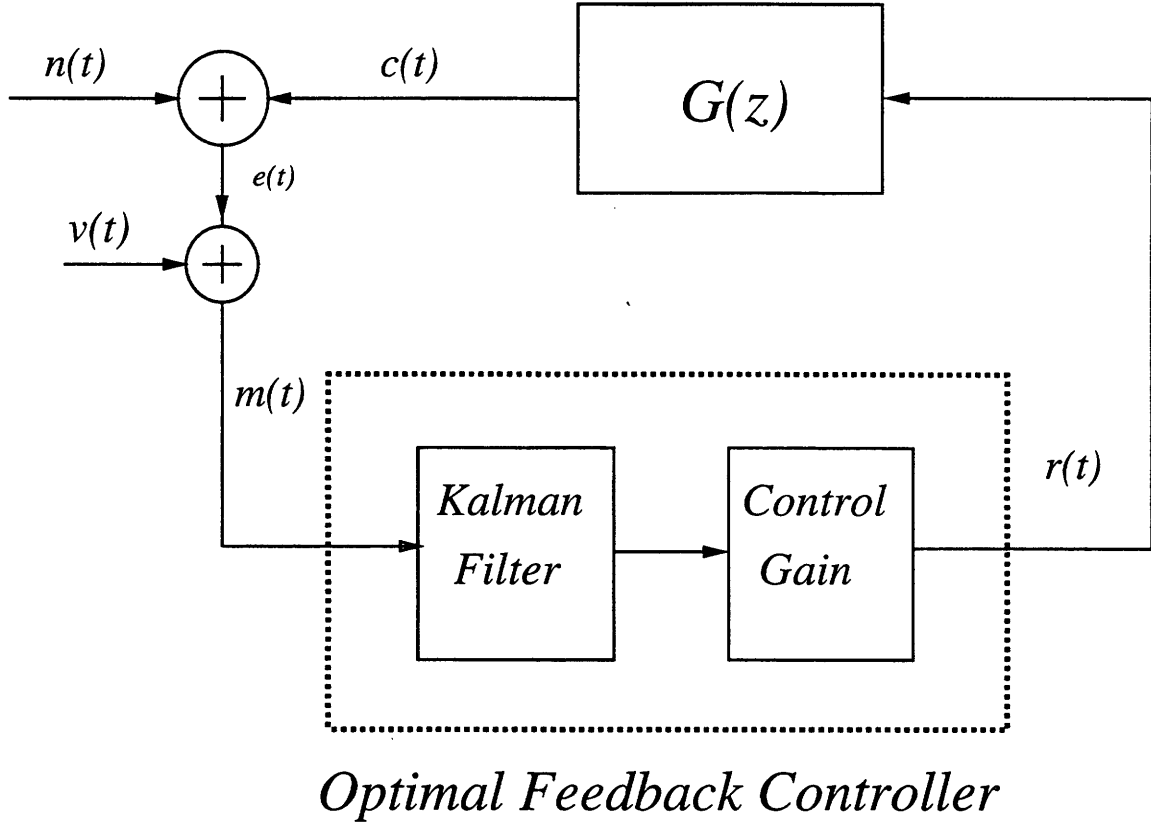 n(t)
c(t)
G(z)
e(t)
v(t)
m(t)
Kalman
Filter
Control
Gain
r(t)
Optimal Feedback Controller